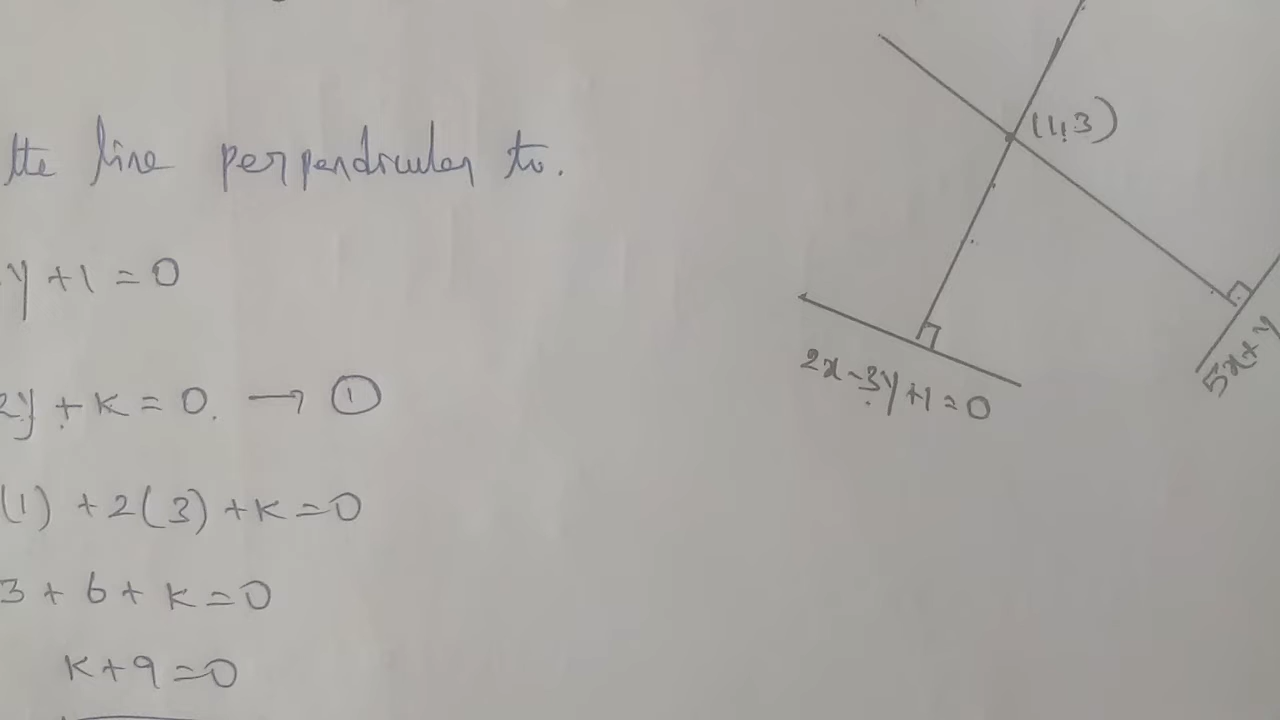 the line perpendicular to.
y + 1 = 0
2y + k = 0. → ①
(1) + 2(3) + k = 0
3 + 6 + k = 0
k + 9 = 0
(1,3)
2x - 3y + 1 = 0
5x + y